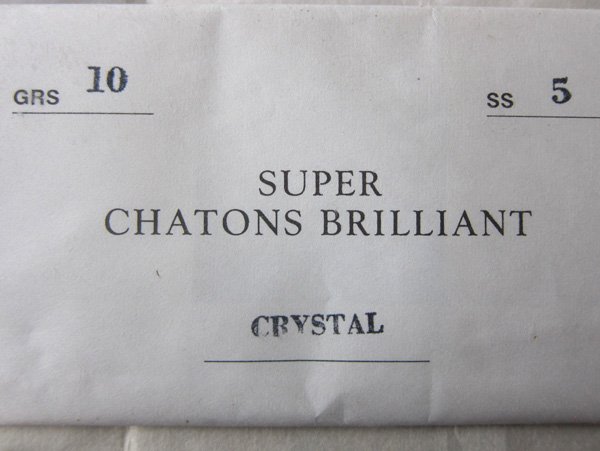 GRS 10 SS 5
SUPER
CHATONS BRILLIANT
CRYSTAL